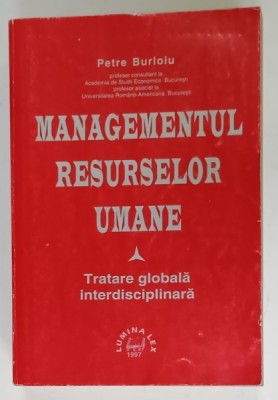 Petre Burloiu
profesor consultant la
Academia de Studii Economice București
profesor asociat la
Universitatea Româno-Americană București
MANAGEMENTUL
RESURSELOR
UMANE
Tratare globală
interdisciplinară
LUMINA LEX
1997